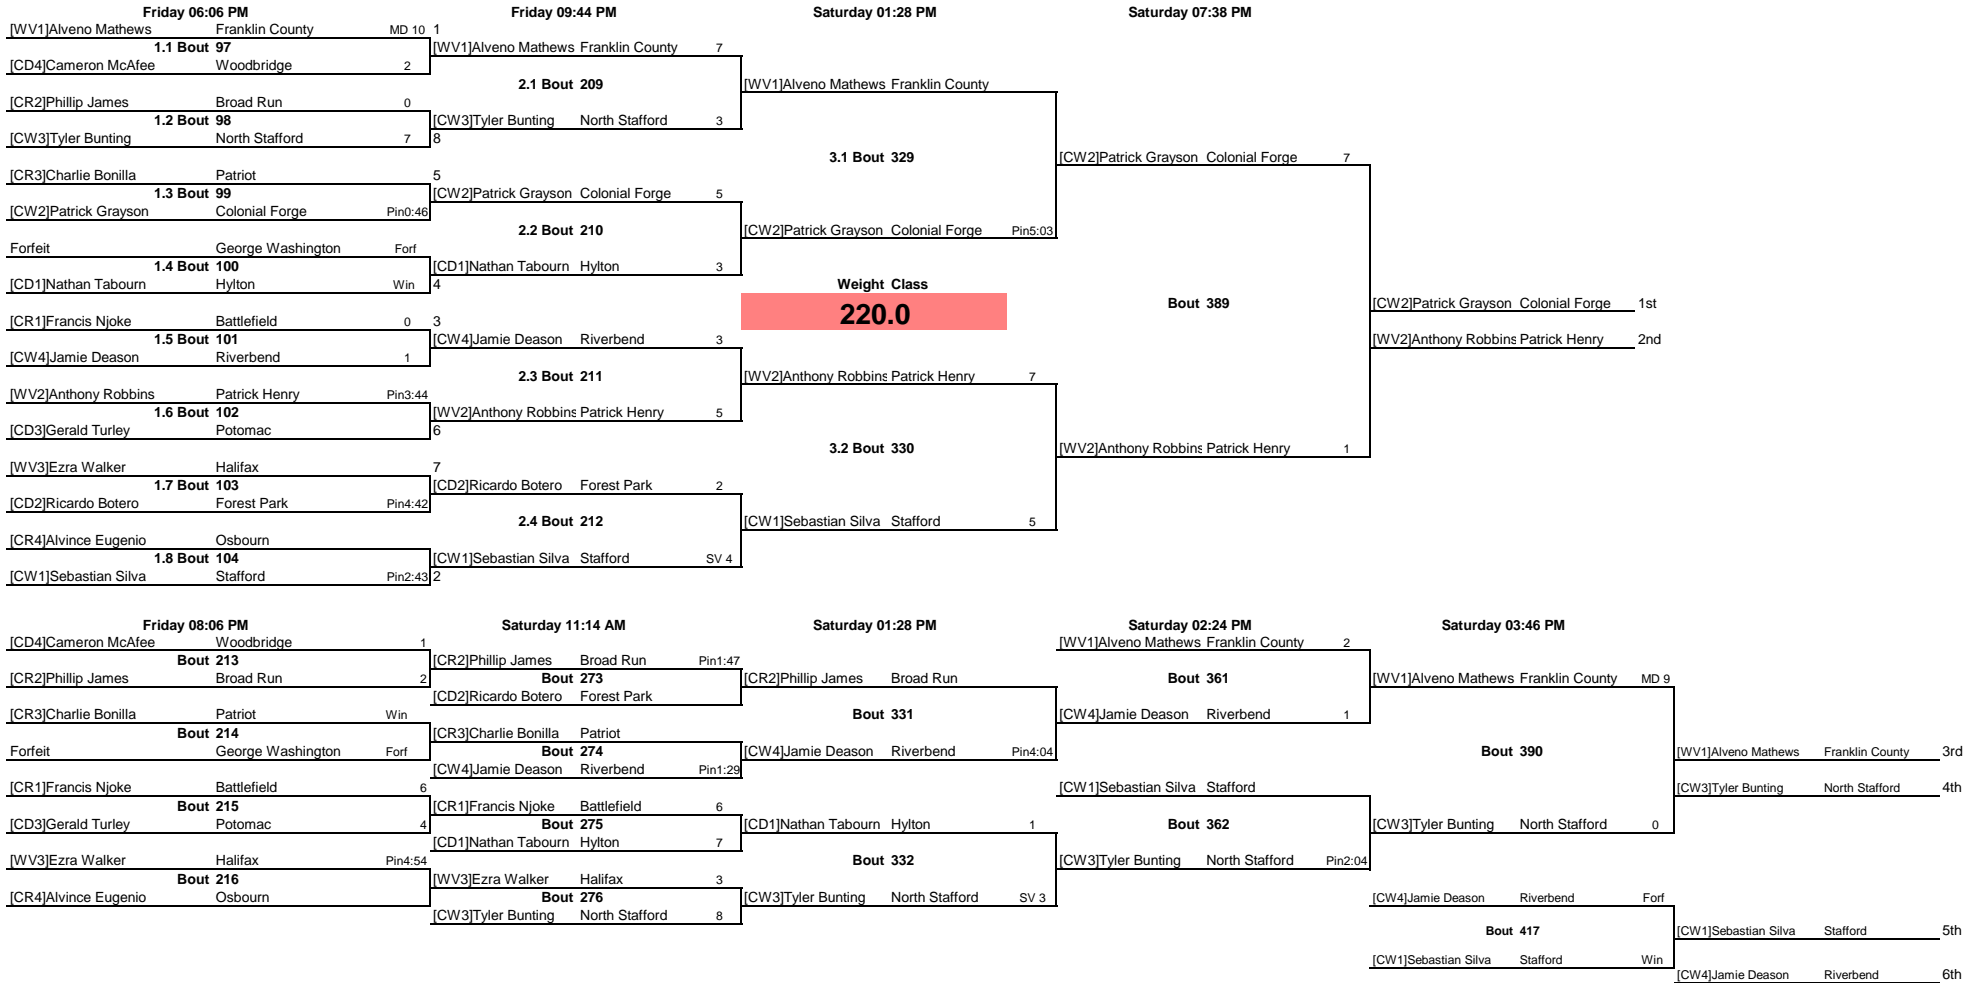 Friday 06:06 PM Friday 09:44 PM Saturday 01:28 PM Saturday 07:38 PM
[WV1]Alveno Mathews Franklin County MD 10 1
1.1 Bout 97 [WV1]Alveno Mathews Franklin County 7
[CD4]Cameron McAfee Woodbridge 2
2.1 Bout 209 [WV1]Alveno Mathews Franklin County
[CR2]Phillip James Broad Run 0
1.2 Bout 98 [CW3]Tyler Bunting North Stafford 3
[CW3]Tyler Bunting North Stafford 7 8
3.1 Bout 329 [CW2]Patrick Grayson Colonial Forge 7
[CR3]Charlie Bonilla Patriot 5
1.3 Bout 99 [CW2]Patrick Grayson Colonial Forge 5
[CW2]Patrick Grayson Colonial Forge Pin0:46
2.2 Bout 210 [CW2]Patrick Grayson Colonial Forge Pin5:03
Forfeit George Washington Forf
1.4 Bout 100 [CD1]Nathan Tabourn Hylton 3
[CD1]Nathan Tabourn Hylton Win 4 Weight Class
Bout 389 [CW2]Patrick Grayson Colonial Forge 1st
220.0
[CR1]Francis Njoke Battlefield 0 3
1.5 Bout 101 [CW4]Jamie Deason Riverbend 3 [WV2]Anthony Robbins Patrick Henry 2nd
[CW4]Jamie Deason Riverbend 1
2.3 Bout 211 [WV2]Anthony Robbins Patrick Henry 7
[WV2]Anthony Robbins Patrick Henry Pin3:44
1.6 Bout 102 [WV2]Anthony Robbins Patrick Henry 5
[CD3]Gerald Turley Potomac 6
3.2 Bout 330 [WV2]Anthony Robbins Patrick Henry 1
[WV3]Ezra Walker Halifax 7
1.7 Bout 103 [CD2]Ricardo Botero Forest Park 2
[CD2]Ricardo Botero Forest Park Pin4:42
2.4 Bout 212 [CW1]Sebastian Silva Stafford 5
[CR4]Alvince Eugenio Osbourn
1.8 Bout 104 [CW1]Sebastian Silva Stafford SV 4
[CW1]Sebastian Silva Stafford Pin2:43 2
Friday 08:06 PM Saturday 11:14 AM Saturday 01:28 PM Saturday 02:24 PM Saturday 03:46 PM
[CD4]Cameron McAfee Woodbridge 1 [WV1]Alveno Mathews Franklin County 2
Bout 213 [CR2]Phillip James Broad Run Pin1:47
[CR2]Phillip James Broad Run 2 Bout 273 [CR2]Phillip James Broad Run Bout 361 [WV1]Alveno Mathews Franklin County MD 9
[CD2]Ricardo Botero Forest Park
[CR3]Charlie Bonilla Patriot Win Bout 331 [CW4]Jamie Deason Riverbend 1
Bout 214 [CR3]Charlie Bonilla Patriot
Forfeit George Washington Forf Bout 274 [CW4]Jamie Deason Riverbend Pin4:04 Bout 390 [WV1]Alveno Mathews Franklin County 3rd
[CW4]Jamie Deason Riverbend Pin1:29
[CR1]Francis Njoke Battlefield 6 [CW1]Sebastian Silva Stafford [CW3]Tyler Bunting North Stafford 4th
Bout 215 [CR1]Francis Njoke Battlefield 6
[CD3]Gerald Turley Potomac 4 Bout 275 [CD1]Nathan Tabourn Hylton 1 Bout 362 [CW3]Tyler Bunting North Stafford 0
[CD1]Nathan Tabourn Hylton 7
[WV3]Ezra Walker Halifax Pin4:54 Bout 332 [CW3]Tyler Bunting North Stafford Pin2:04
Bout 216 [WV3]Ezra Walker Halifax 3
[CR4]Alvince Eugenio Osbourn Bout 276 [CW3]Tyler Bunting North Stafford SV 3 [CW4]Jamie Deason Riverbend Forf
[CW3]Tyler Bunting North Stafford 8
Bout 417 [CW1]Sebastian Silva Stafford 5th
[CW1]Sebastian Silva Stafford Win
[CW4]Jamie Deason Riverbend 6th